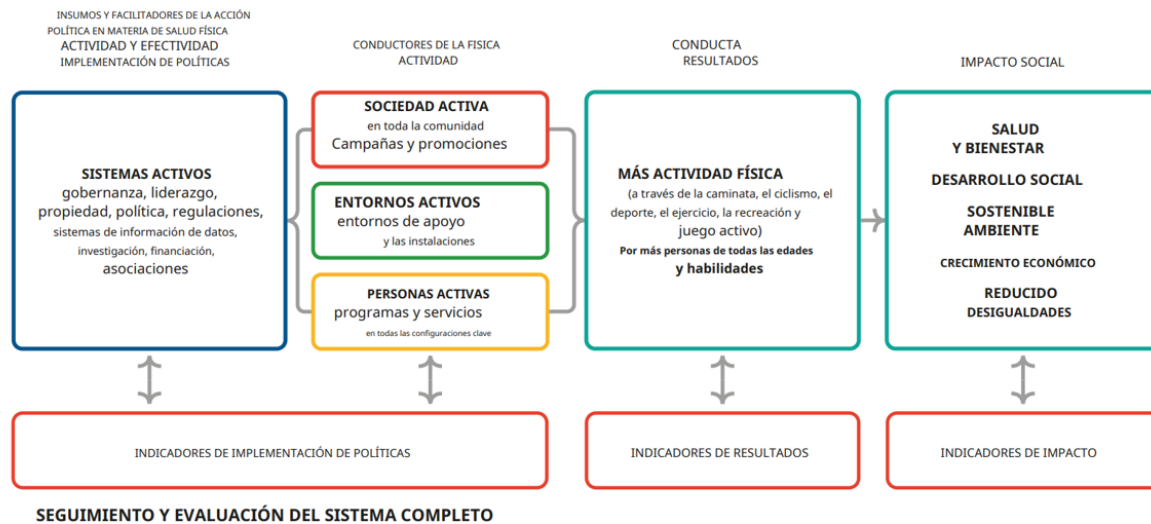 INSUMOS Y FACILITADORES DE LA ACCIÓN
POLÍTICA EN MATERIA DE SALUD FÍSICA
ACTIVIDAD Y EFECTIVIDAD
IMPLEMENTACIÓN DE POLÍTICAS
CONDUCTORES DE LA FISICA
ACTIVIDAD
CONDUCTA
RESULTADOS
IMPACTO SOCIAL
SISTEMAS ACTIVOS
gobernanza, liderazgo,
propiedad, política, regulaciones,
sistemas de información de datos,
investigación, financiación,
asociaciones
SOCIEDAD ACTIVA
en toda la comunidad
Campañas y promociones
ENTORNOS ACTIVOS
entornos de apoyo
y las instalaciones
PERSONAS ACTIVAS
programas y servicios
en todas las configuraciones clave
MÁS ACTIVIDAD FÍSICA
(a través de la caminata, el ciclismo, el
deporte, el ejercicio, la recreación y
juego activo)
Por más personas de todas las edades
y habilidades
SALUD
Y BIENESTAR
DESARROLLO SOCIAL
SOSTENIBLE
AMBIENTE
CRECIMIENTO ECONÓMICO
REDUCIDO
DESIGUALDADES
INDICADORES DE IMPLEMENTACIÓN DE POLÍTICAS
INDICADORES DE RESULTADOS
INDICADORES DE IMPACTO
SEGUIMIENTO Y EVALUACIÓN DEL SISTEMA COMPLETO